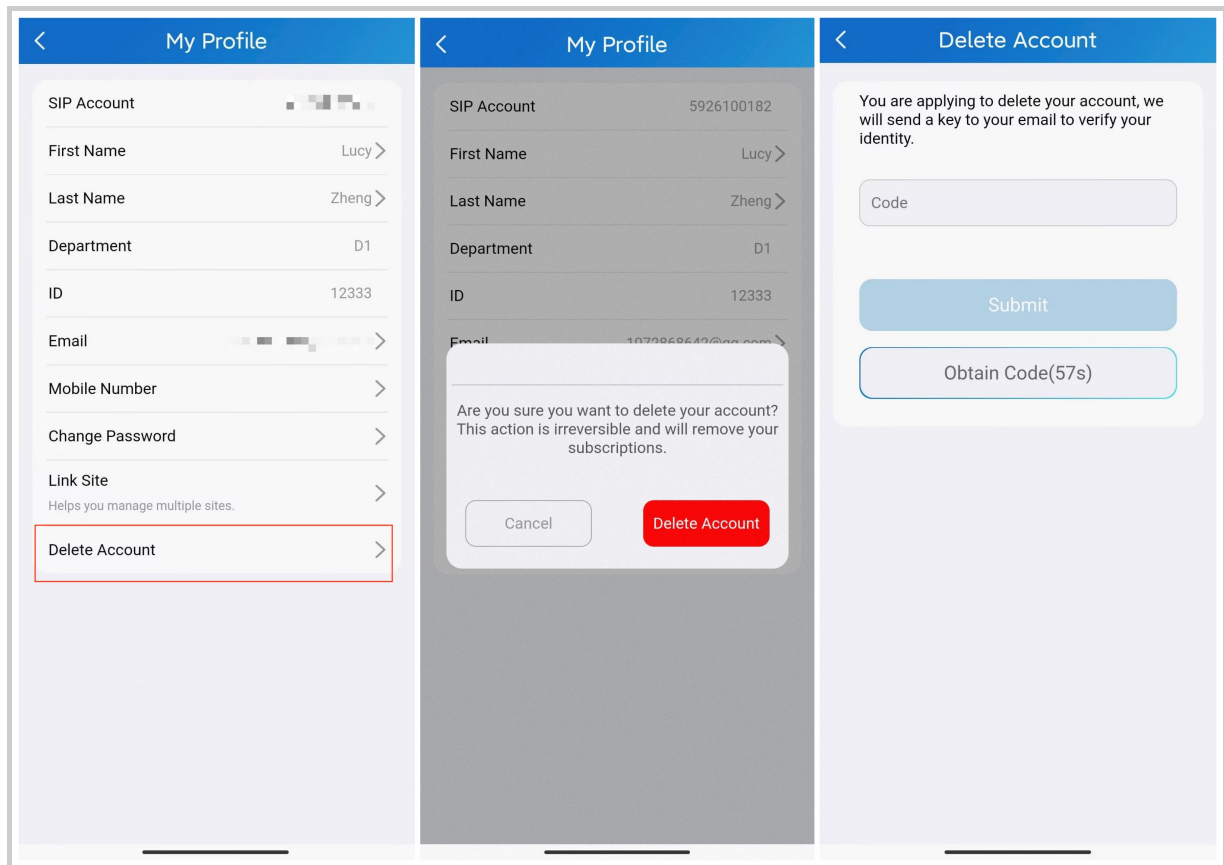 My Profile
SIP Account
First Name
Lucy
Last Name
Zheng
Department
D1
ID
12333
Email
Mobile Number
Change Password
Link Site
Helps you manage multiple sites.
Delete Account
My Profile
SIP Account
5926100182
First Name
Lucy
Last Name
Zheng
Department
D1
ID
12333
Email
1072868642@qq.com
Are you sure you want to delete your account?
This action is irreversible and will remove your
subscriptions.
Cancel
Delete Account
Delete Account
You are applying to delete your account, we
will send a key to your email to verify your
identity.
Code
Submit
Obtain Code(57s)